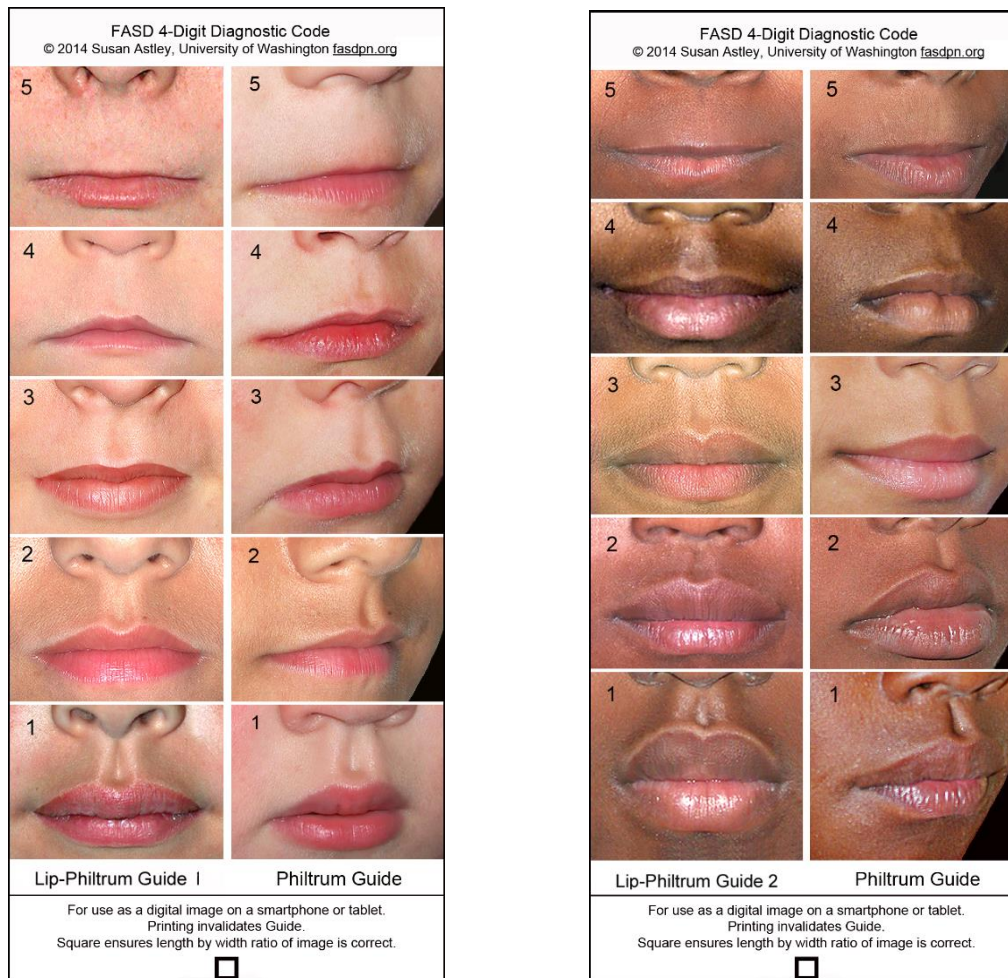 FASD 4-Digit Diagnostic Code
© 2014 Susan Astley, University of Washington fasdpn.org
5 5
4 4
3 3
2 2
1 1
Lip-Philtrum Guide I Philtrum Guide
For use as a digital image on a smartphone or tablet.
Printing invalidates Guide.
Square ensures length by width ratio of image is correct.
FASD 4-Digit Diagnostic Code
© 2014 Susan Astley, University of Washington fasdpn.org
5 5
4 4
3 3
2 2
1 1
Lip-Philtrum Guide 2 Philtrum Guide
For use as a digital image on a smartphone or tablet.
Printing invalidates Guide.
Square ensures length by width ratio of image is correct.